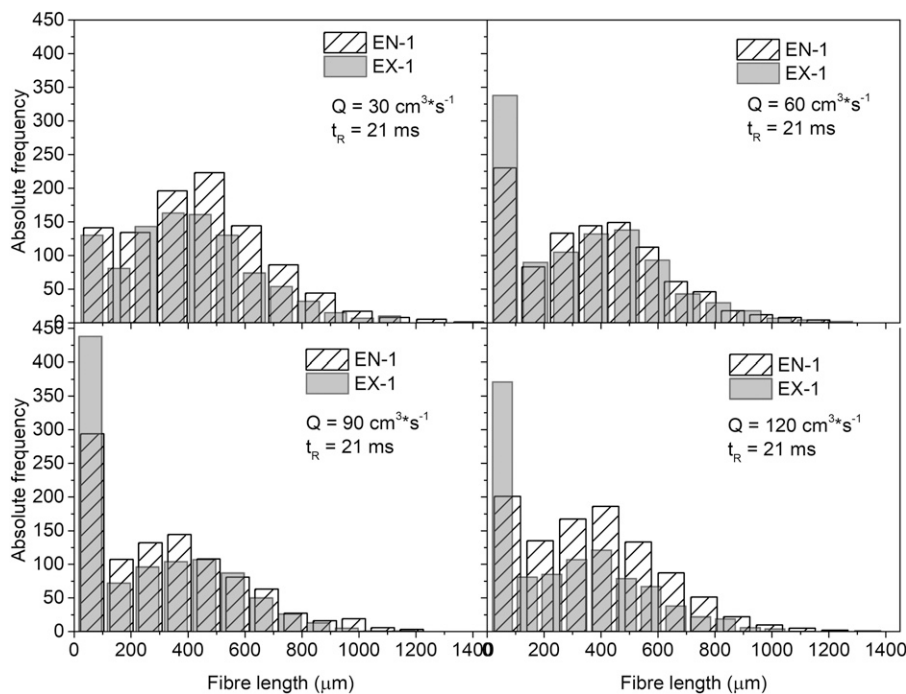 450
400
350
300
250
200
150
100
50
0
Absolute frequency
EN-1
EX-1
Q = 30 cm³*s⁻¹
t_R = 21 ms
EN-1
EX-1
Q = 60 cm³*s⁻¹
t_R = 21 ms
450
400
350
300
250
200
150
100
50
0
Absolute frequency
EN-1
EX-1
Q = 90 cm³*s⁻¹
t_R = 21 ms
EN-1
EX-1
Q = 120 cm³*s⁻¹
t_R = 21 ms
0 200 400 600 800 1000 1200 1400
0 200 400 600 800 1000 1200 1400
Fibre length (μm)
Fibre length (μm)